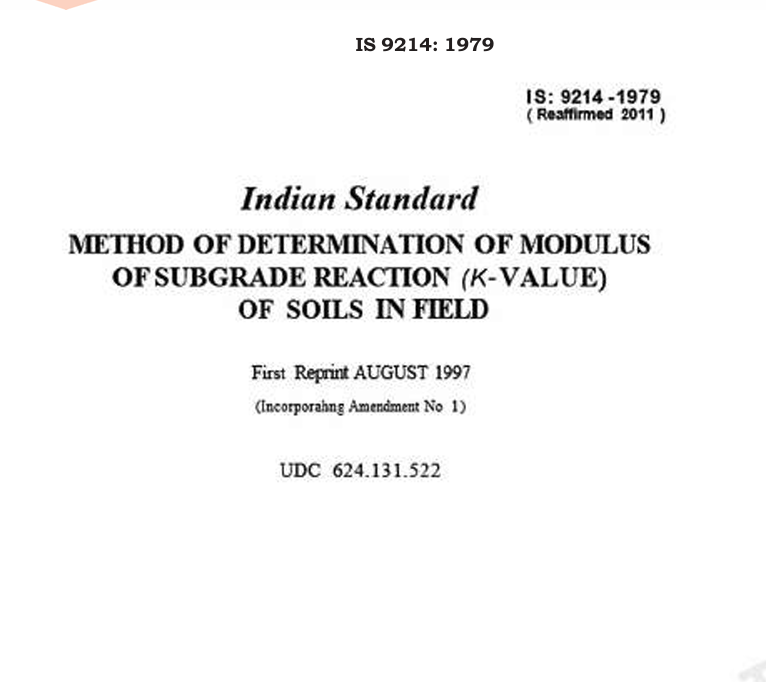 IS 9214: 1979
IS: 9214 -1979
( Reaffirmed 2011 )
Indian Standard
METHOD OF DETERMINATION OF MODULUS
OF SUBGRADE REACTION (K-VALUE)
OF SOILS IN FIELD
First Reprint AUGUST 1997
(Incorporahng Amendment No 1)
UDC 624.131.522